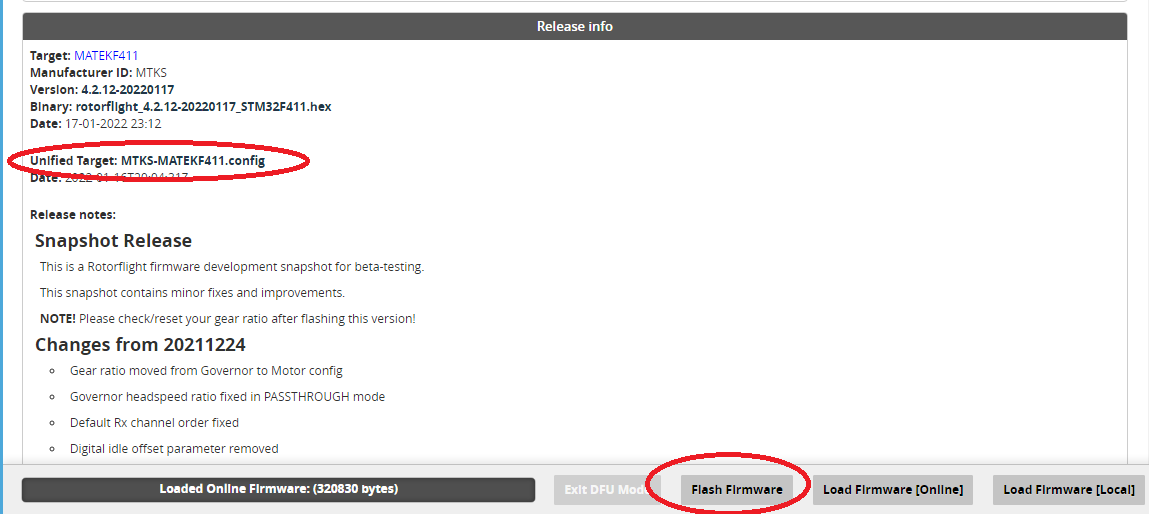 Release info
Target: MATEKF411
Manufacturer ID: MTKS
Version: 4.2.12-20220117
Binary: rotorflight_4.2.12-20220117_STM32F411.hex
Date: 17-01-2022 23:12
Unified Target: MTKS-MATEKF411.config
Date: 2022-01-16T20:04:31Z
Release notes:
Snapshot Release
This is a Rotorflight firmware development snapshot for beta-testing.
This snapshot contains minor fixes and improvements.
NOTE! Please check/reset your gear ratio after flashing this version!
Changes from 20211224
Gear ratio moved from Governor to Motor config
Governor headspeed ratio fixed in PASSTHROUGH mode
Default Rx channel order fixed
Digital idle offset parameter removed
Loaded Online Firmware: (320830 bytes)
Exit DFU Mode
Flash Firmware
Load Firmware [Online]
Load Firmware [Local]